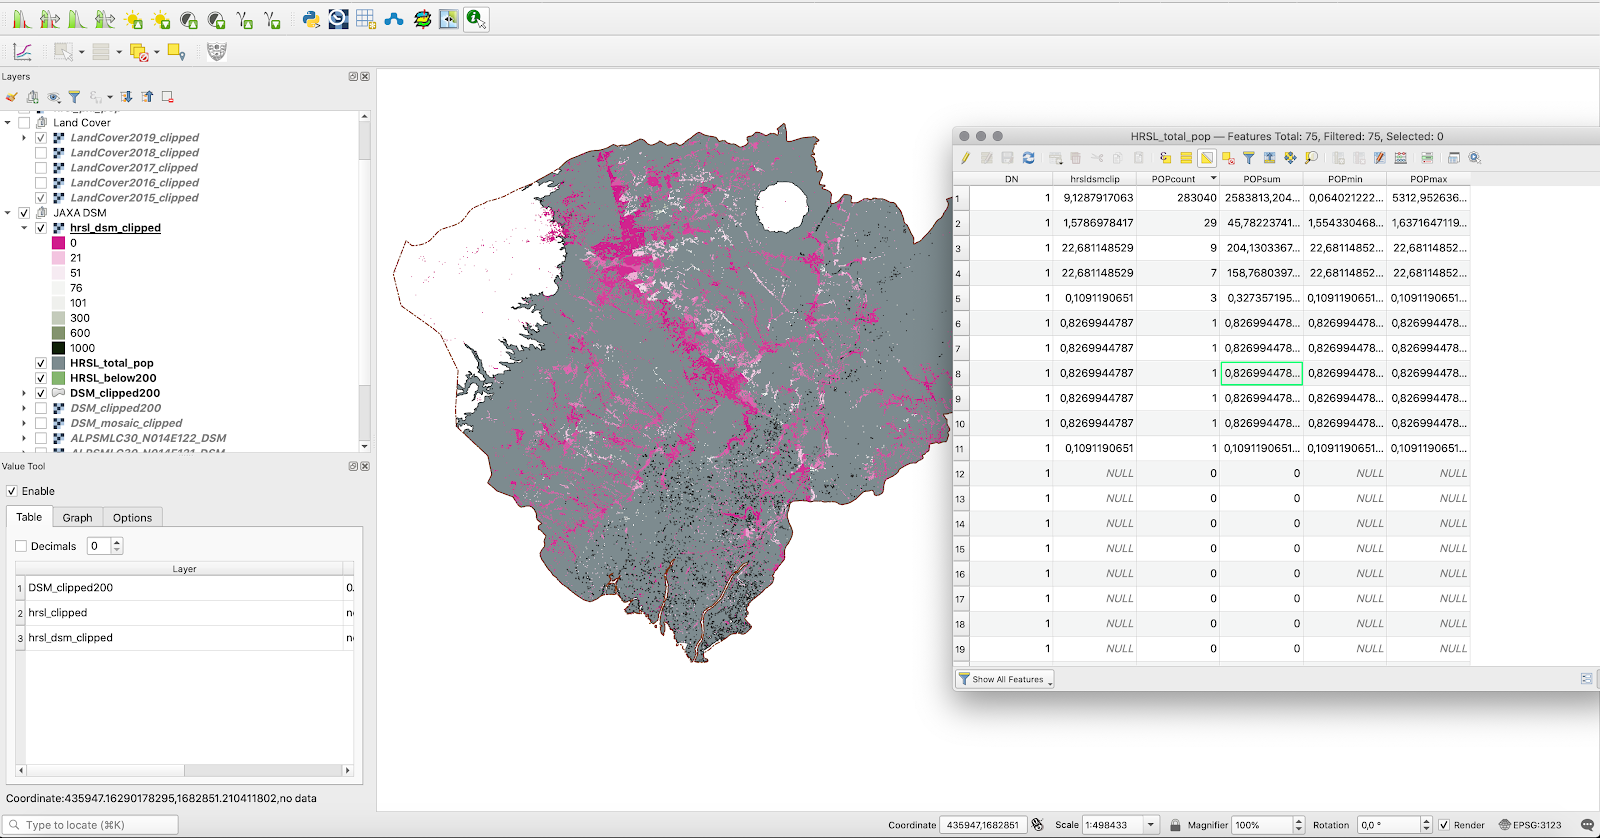 Layers
Land Cover
LandCover2019_clipped
LandCover2018_clipped
LandCover2017_clipped
LandCover2016_clipped
LandCover2015_clipped
JAXA DSM
hrsl_dsm_clipped
0
21
51
76
101
300
600
1000
HRSL_total_pop
HRSL_below200
DSM_clipped200
DSM_clipped200
DSM_mosaic_clipped
ALPSMLC30_N014E122_DSM
Value Tool
Enable
Table Graph Options
Decimals 0
Layer
1 DSM_clipped200 0.
2 hrsl_clipped
3 hrsl_dsm_clipped
Coordinate:435947.16290178295,1682851.210411802,no data
HRSL_total_pop — Features Total: 75, Filtered: 75, Selected: 0
DN hrsldsmclip POPcount POPsum POPmin POPmax
1 1 9,1287917063 283040 2583813,204... 0,064021222... 5312,952636...
2 1 1,5786978417 29 45,78223741... 1,554330468... 1,6371647119...
3 1 22,681148529 9 204,1303367... 22,68114852... 22,68114852...
4 1 22,681148529 7 158,7680397... 22,68114852... 22,68114852...
5 1 0,1091190651 3 0,327357195... 0,1091190651... 0,1091190651...
6 1 0,8269944787 1 0,826994478... 0,826994478... 0,826994478...
7 1 0,8269944787 1 0,826994478... 0,826994478... 0,826994478...
8 1 0,8269944787 1 0,826994478... 0,826994478... 0,826994478...
9 1 0,8269944787 1 0,826994478... 0,826994478... 0,826994478...
10 1 0,8269944787 1 0,826994478... 0,826994478... 0,826994478...
11 1 0,1091190651 1 0,1091190651... 0,1091190651... 0,1091190651...
12 1 NULL 0 0 NULL NULL
13 1 NULL 0 0 NULL NULL
14 1 NULL 0 0 NULL NULL
15 1 NULL 0 0 NULL NULL
16 1 NULL 0 0 NULL NULL
17 1 NULL 0 0 NULL NULL
18 1 NULL 0 0 NULL NULL
19 1 NULL 0 0 NULL NULL
Show All Features
Type to locate (⌘K)
Coordinate 435947,1682851 Scale 1:498433 Magnifier 100% Rotation 0,0 ° Render EPSG:3123